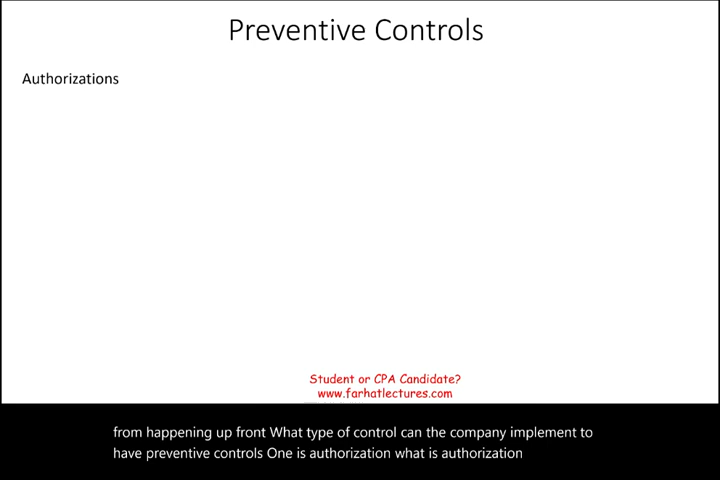 Preventive Controls
Authorizations
Student or CPA Candidate?
www.farhatlectures.com
from happening up front What type of control can the company implement to
have preventive controls One is authorization what is authorization